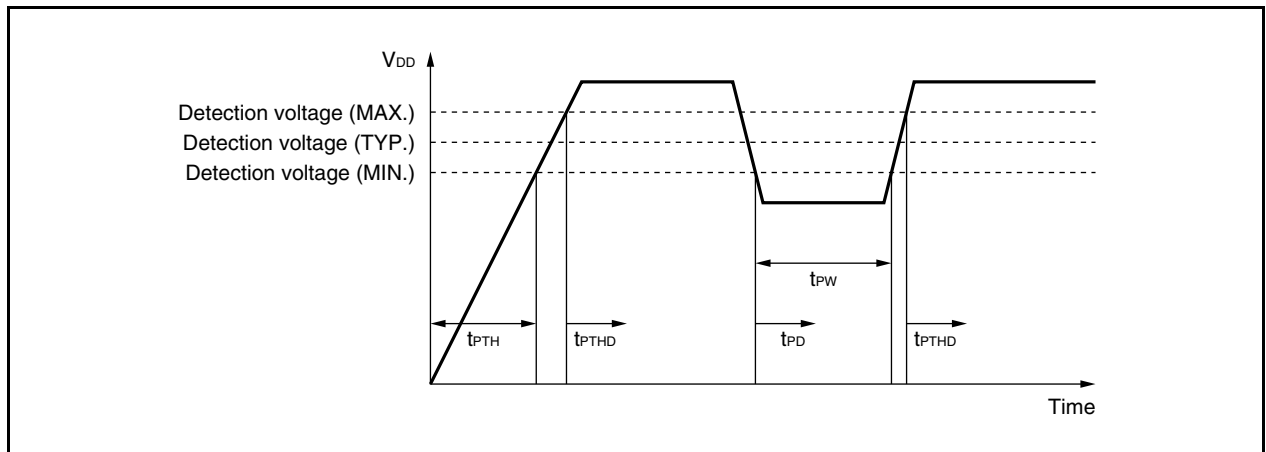 VDD
Detection voltage (MAX.)
Detection voltage (TYP.)
Detection voltage (MIN.)
tPW
tPTH
tPTHD
tPD
tPTHD
Time